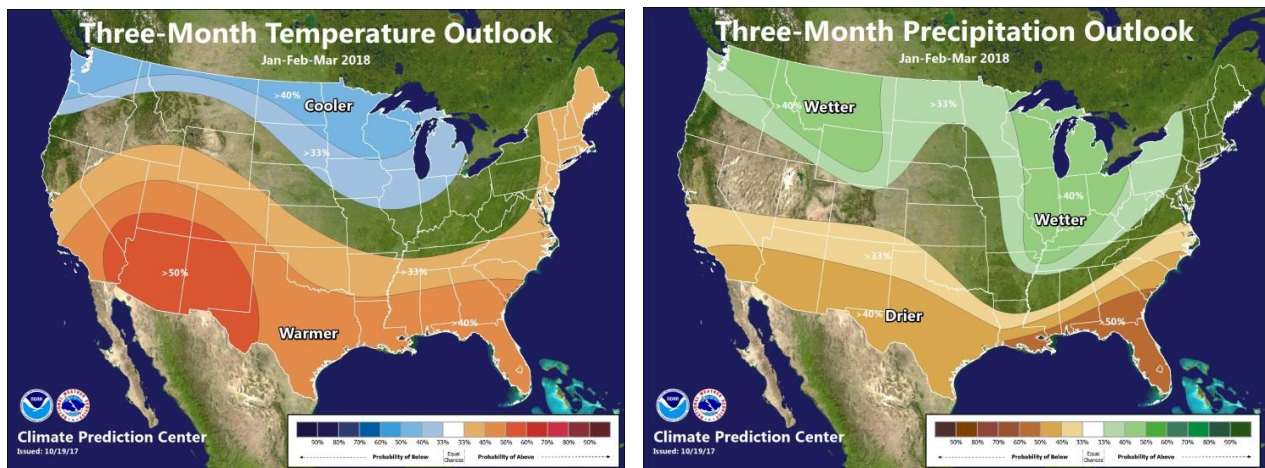 Three-Month Temperature Outlook
Jan-Feb-Mar 2018
>40%
Cooler
>33%
>50%
>33%
Warmer
>40%
NOAA
Climate Prediction Center
Issued: 10/19/17
90% 80% 70% 60% 50% 40% 33% 33% 40% 50% 60% 70% 80% 90%
Probability of Below Equal Chances Probability of Above
Three-Month Precipitation Outlook
Jan-Feb-Mar 2018
>40%
Wetter
>33%
>40%
Wetter
>33%
>40%
Drier
>50%
NOAA
Climate Prediction Center
Issued: 10/19/17
90% 80% 70% 60% 50% 40% 33% 33% 40% 50% 60% 70% 80% 90%
Probability of Below Equal Chances Probability of Above